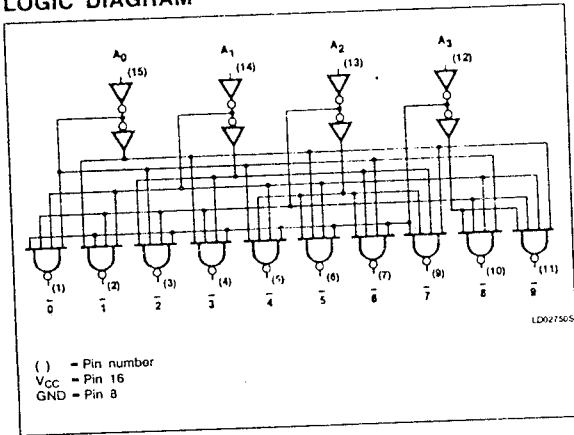 LOGIC DIAGRAM
A0 A1 A2 A3
(15) (14) (13) (12)
(1) (2) (3) (4) (5) (6) (7) (9) (10) (11)
0̅ 1̅ 2̅ 3̅ 4̅ 5̅ 6̅ 7̅ 8̅ 9̅
LD02750S
( ) = Pin number
VCC = Pin 16
GND = Pin 8